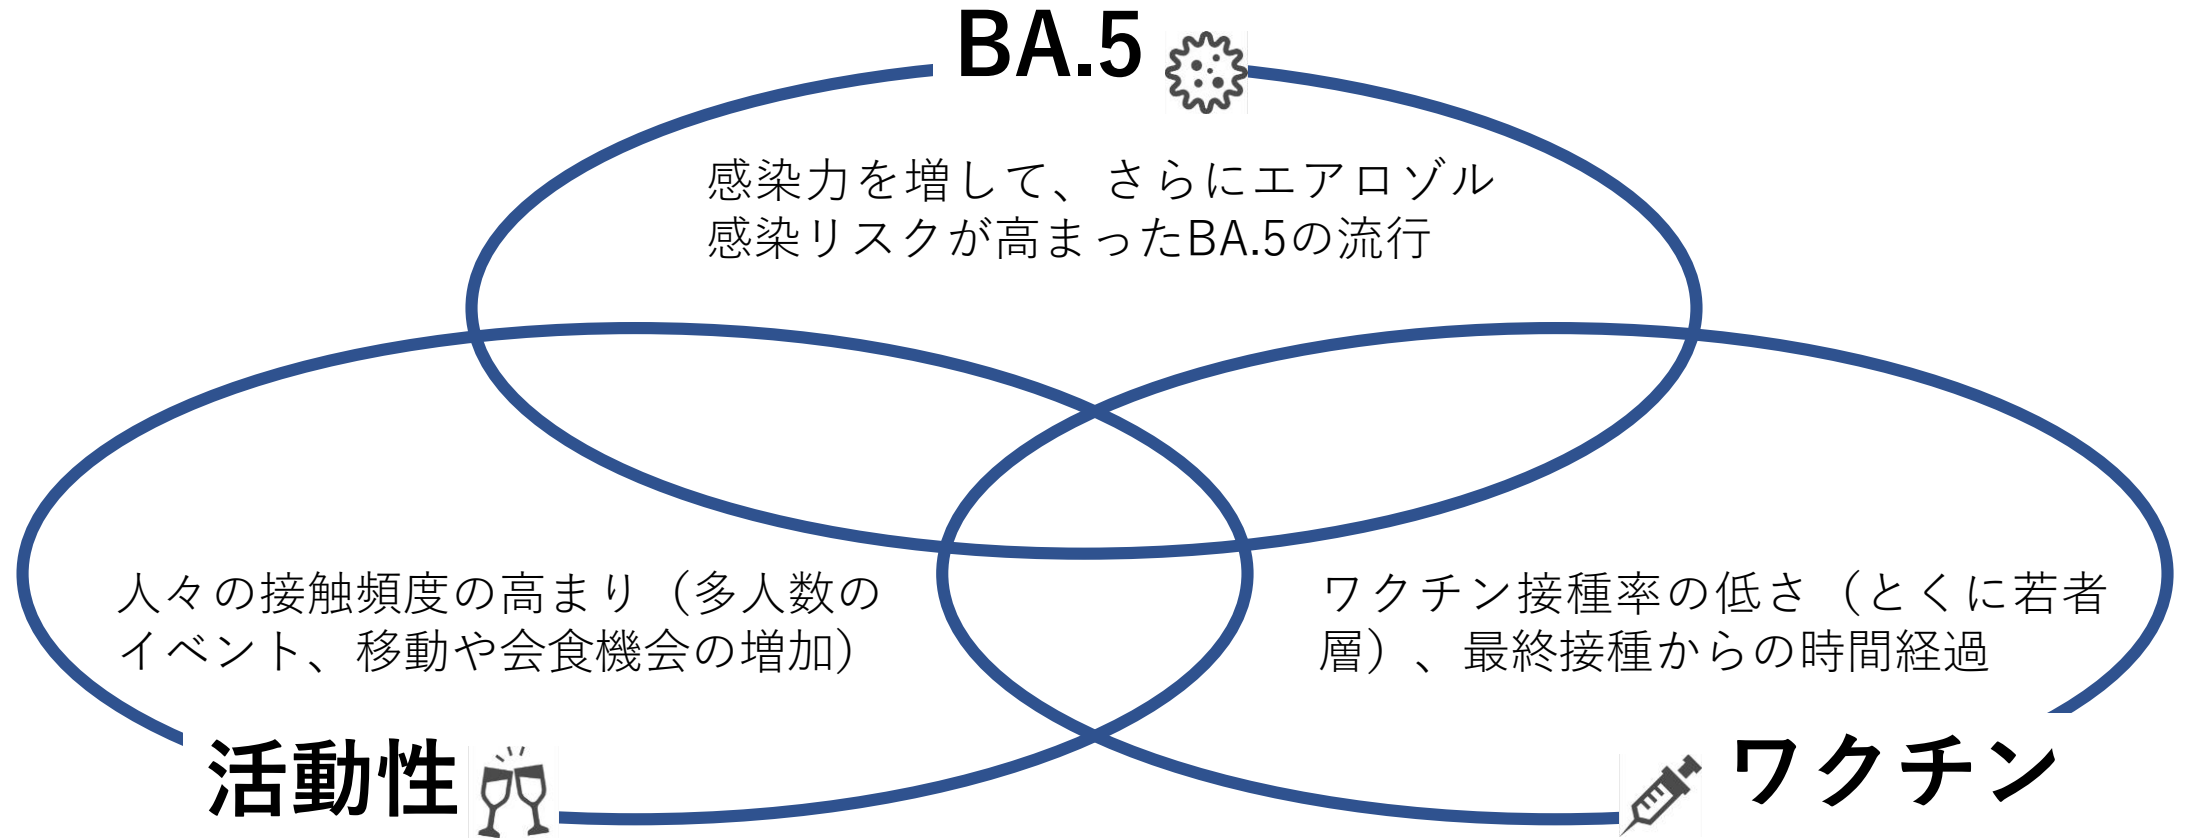 BA.5
感染力を増して、さらにエアロゾル
感染リスクが高まったBA.5の流行
人々の接触頻度の高まり（多人数の
イベント、移動や会食機会の増加）
活動性
ワクチン接種率の低さ（とくに若者
層）、最終接種からの時間経過
ワクチン